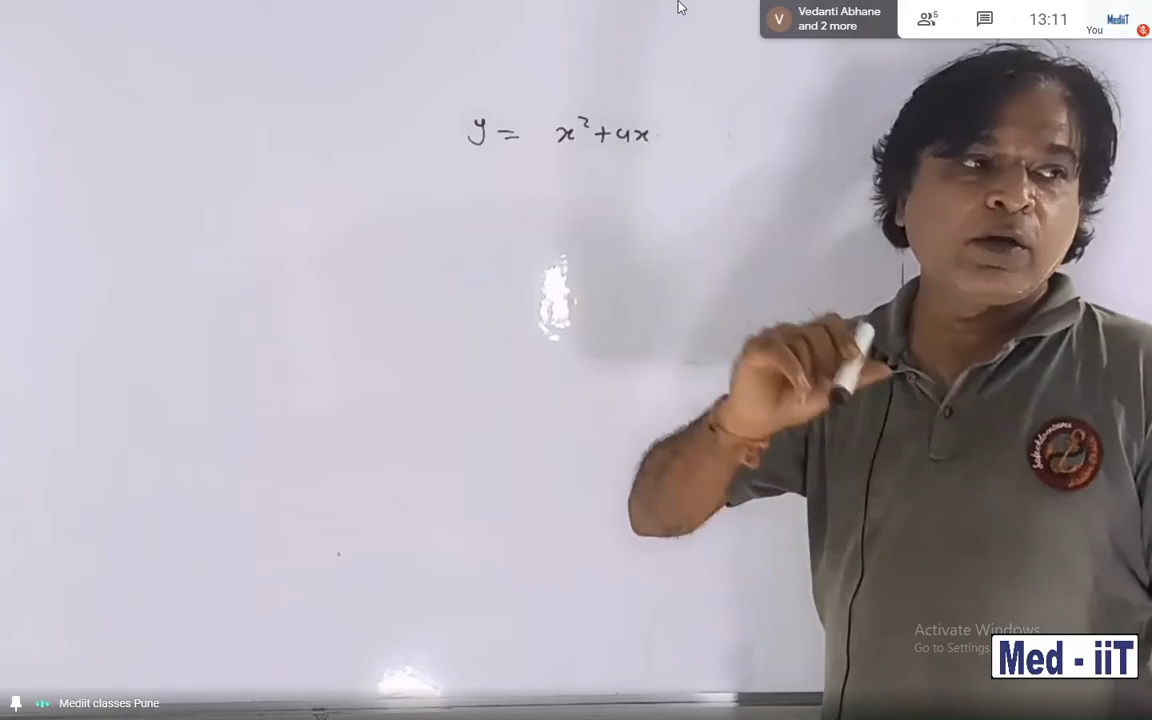 Vedanti Abhane
and 2 more
5
13:11
MediiT
You
V
y = x² + 4x
Activate Windows
Go to Settings
Med - iiT
Mediit classes Pune